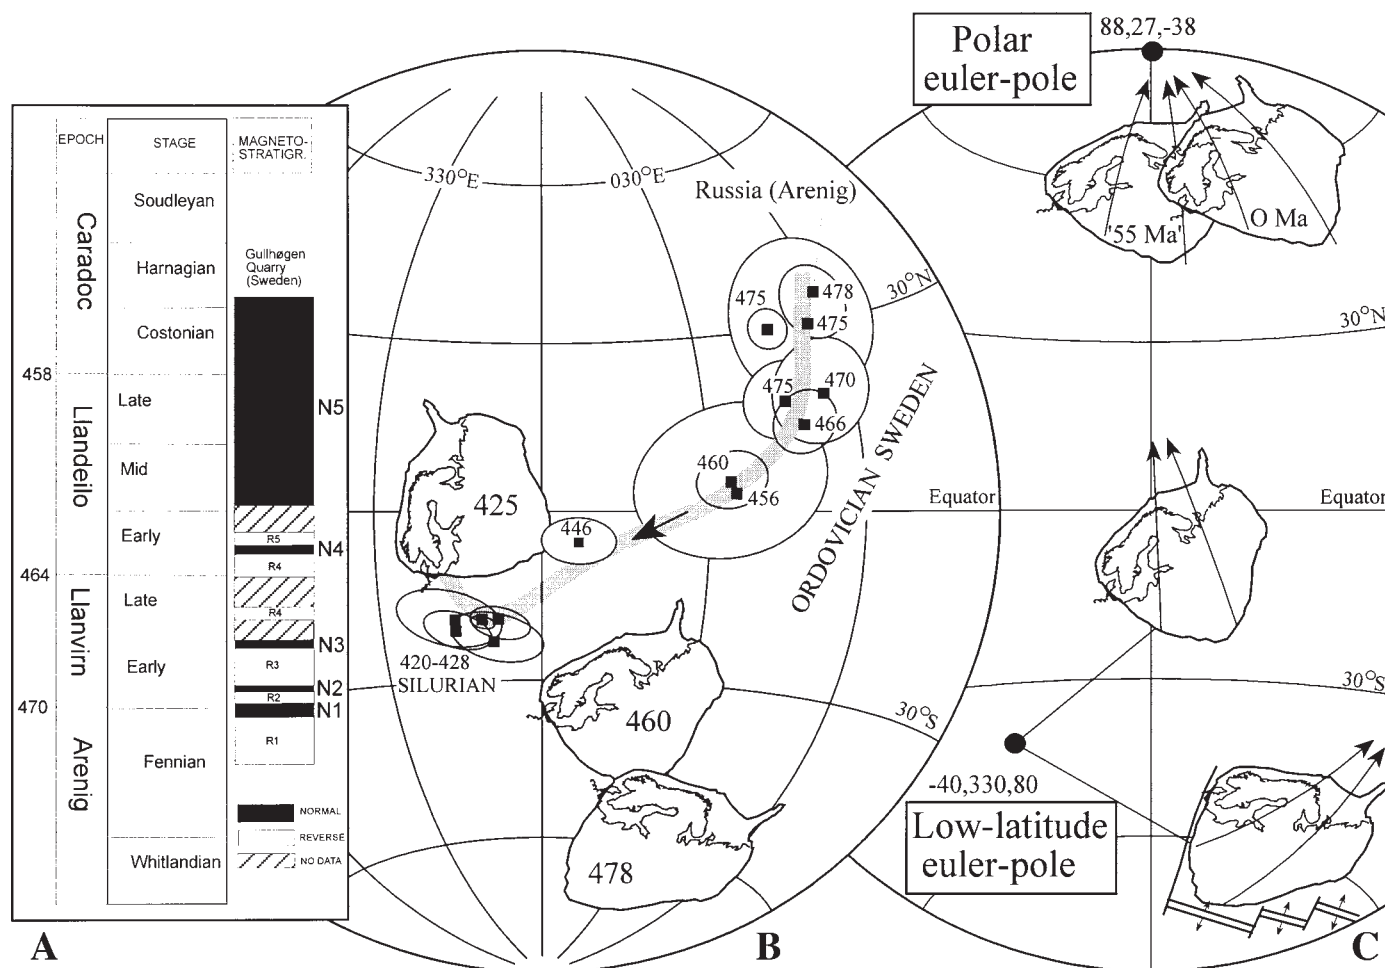 EPOCH
STAGE
MAGNETO-
STRATIGR.
Caradoc
Llandeilo
Llanvirn
Arenig
458
464
470
Soudleyan
Harnagian
Costonian
Late
Mid
Early
Late
Early
Fennian
Whitlandian
Gullhøgen
Quarry
(Sweden)
N5
R5
N4
R4
R4
N3
R3
N2
R2
N1
R1
NORMAL
REVERSE
NO DATA
A
330°E
030°E
Russia (Arenig)
30°N
478
475
475
475
470
466
460
456
446
425
ORDOVICIAN SWEDEN
420-428
SILURIAN
460
478
30°S
B
Polar
euler-pole
88,27,-38
'55 Ma'
O Ma
30°N
Equator
Equator
30°S
-40,330,80
Low-latitude
euler-pole
C